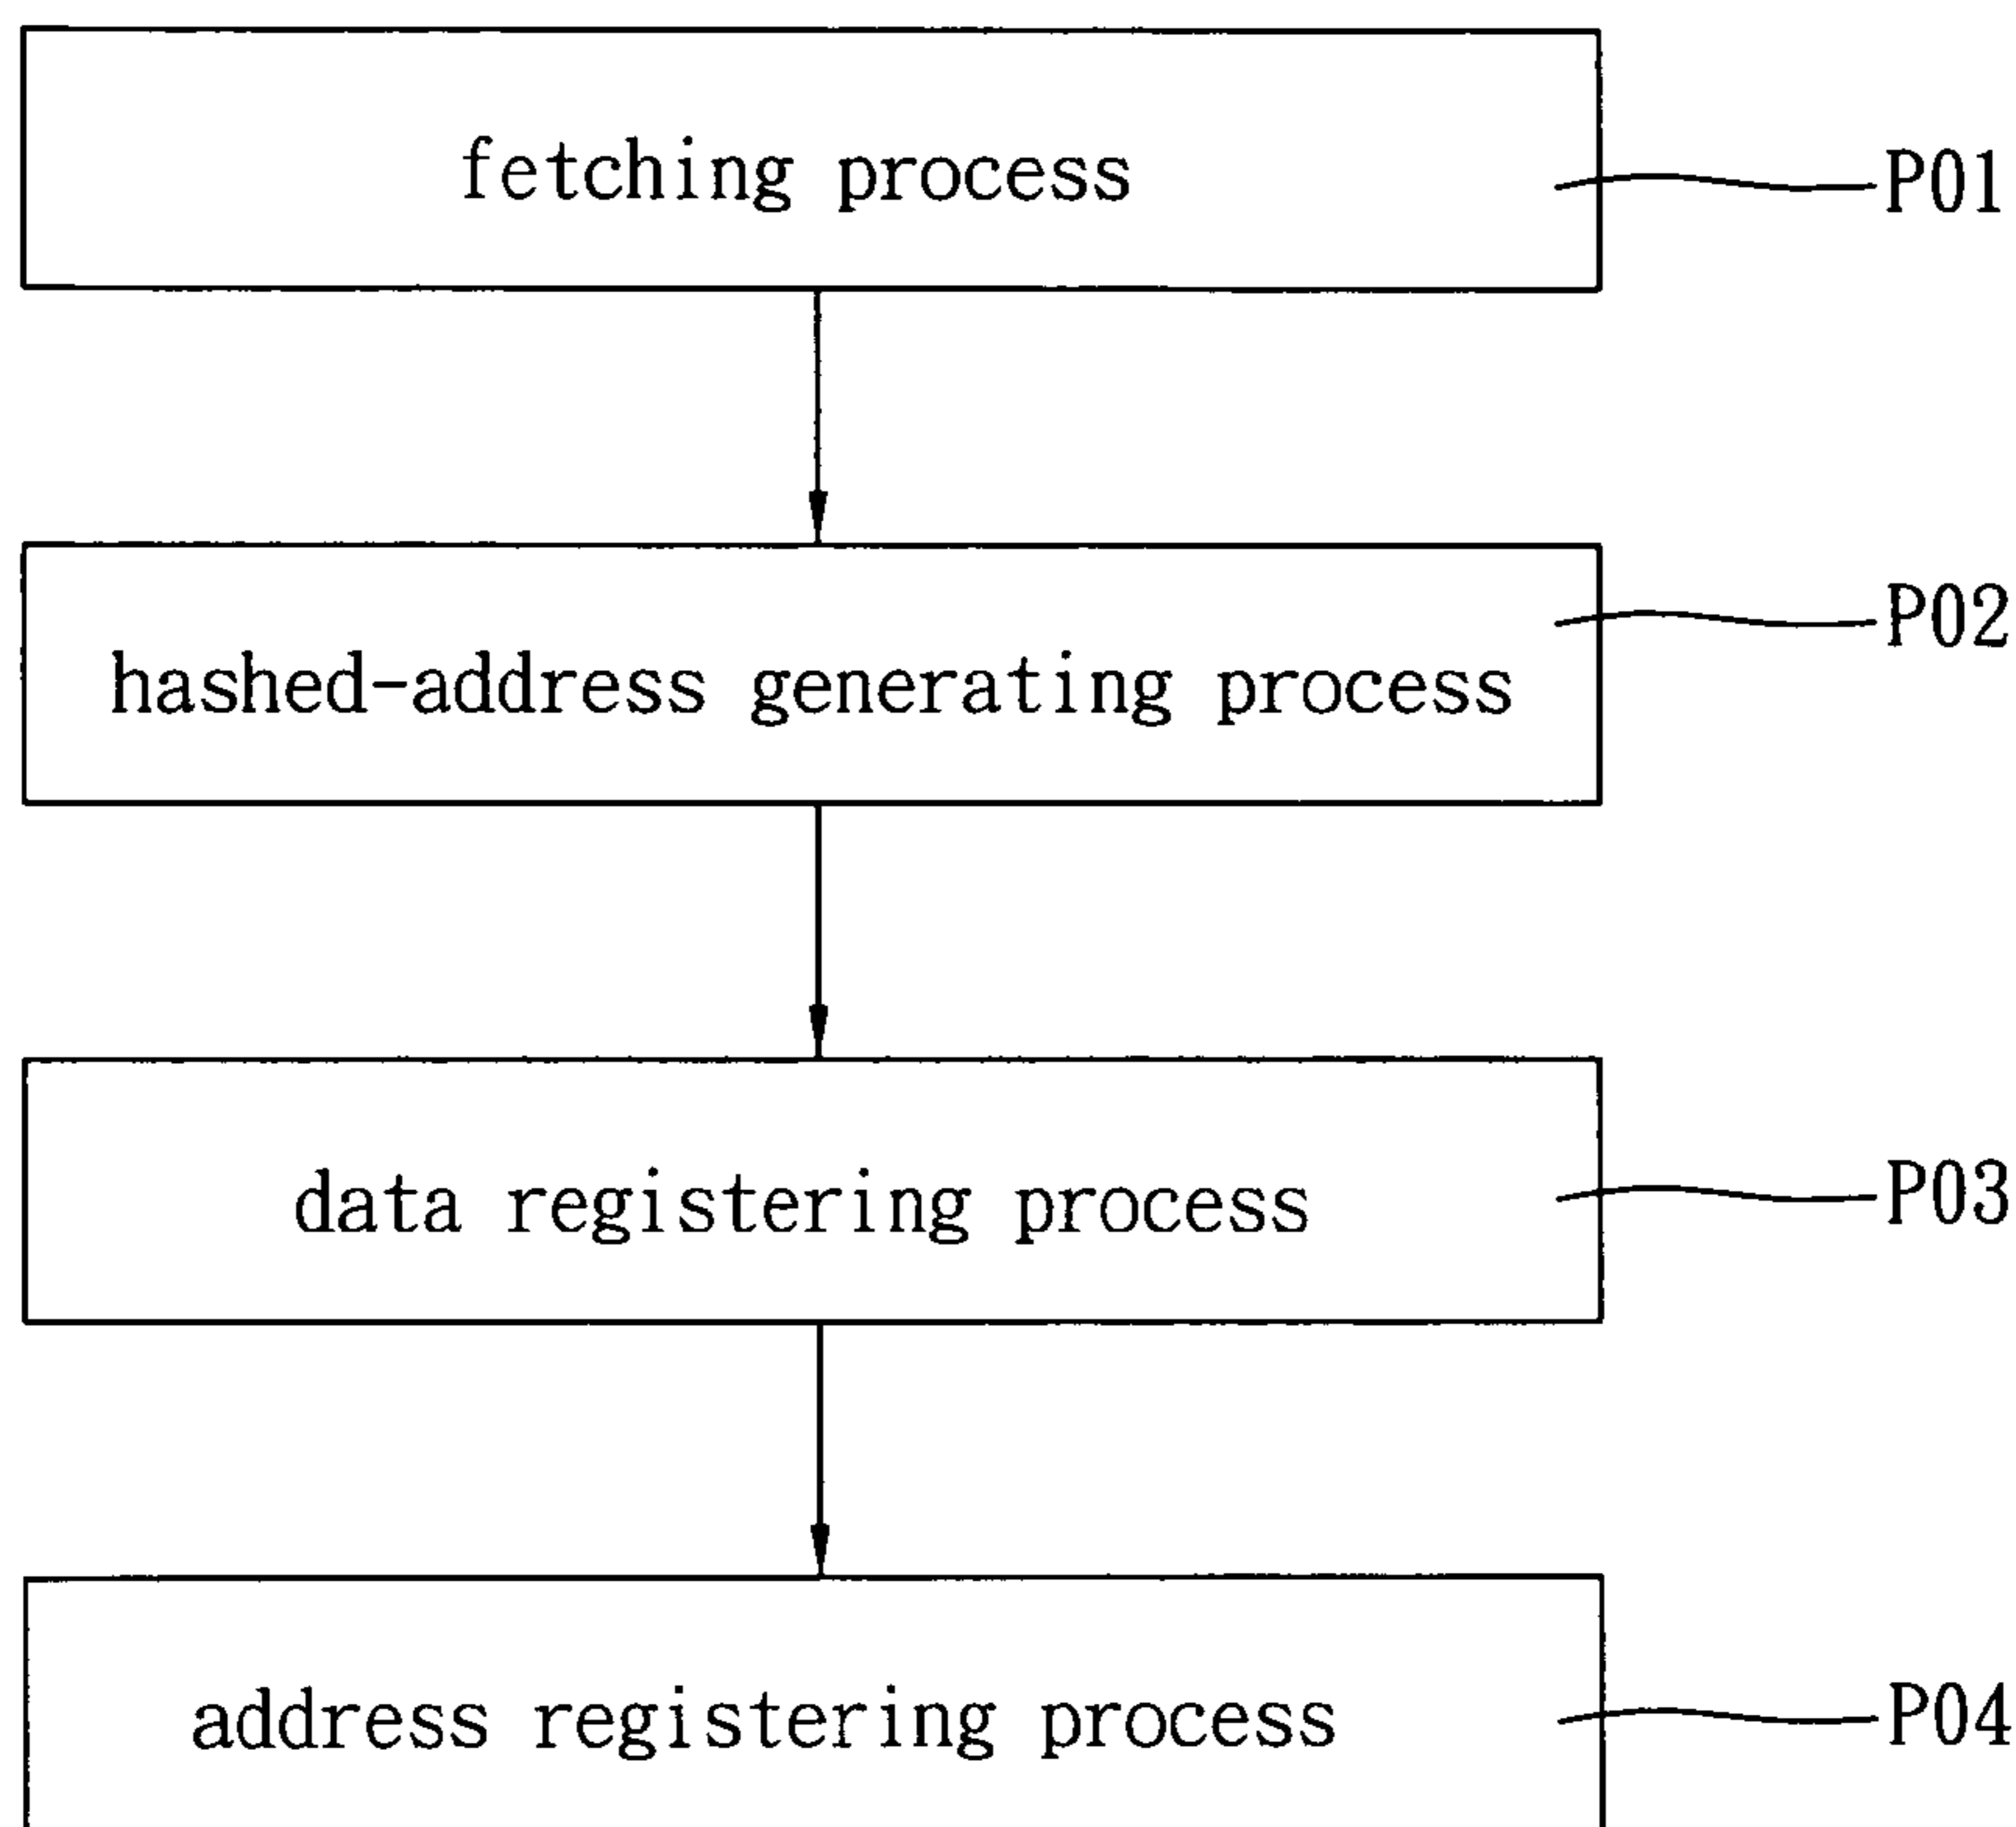 fetching process
P01
P02
hashed-address generating process
data registering process
P03
address registering process
P04